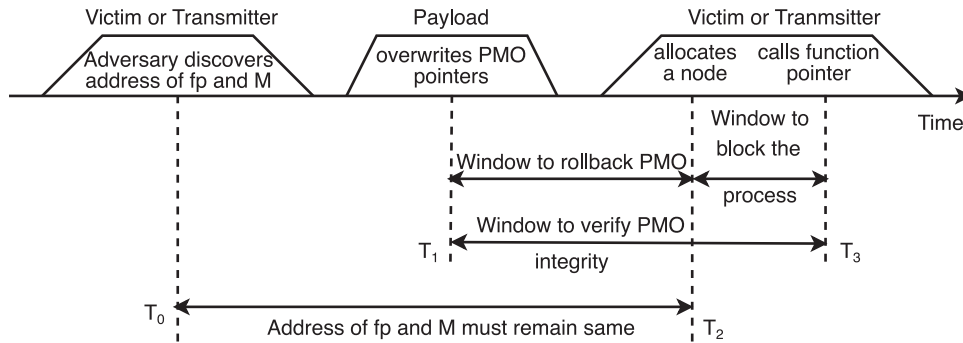 Victim or Transmitter
Payload
Victim or Tranmsitter
Adversary discovers
address of fp and M
overwrites PMO
pointers
allocates
a node
calls function
pointer
Time
Window to
block the
process
Window to rollback PMO
Window to verify PMO
integrity
T1
T3
T0
Address of fp and M must remain same
T2